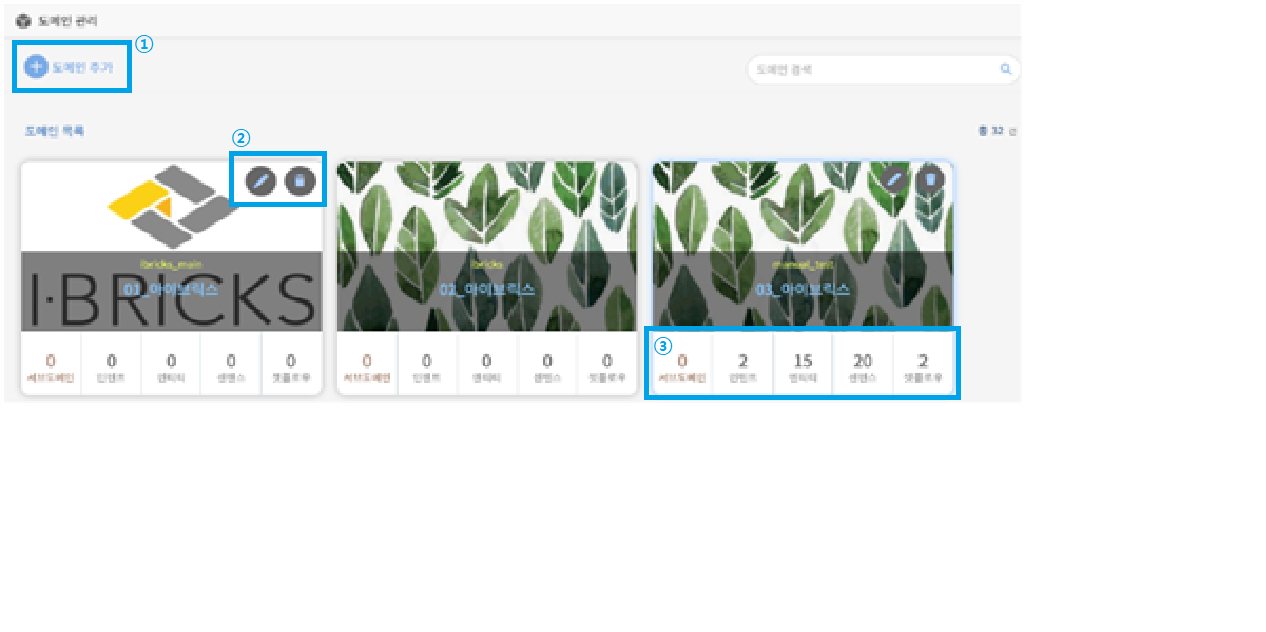 도메인 관리
①
도메인 추가
도메인 검색
도메인 목록
총 32 건
②
ibricks_main
I·BRICKS
01_아이브릭스
ibricks
02_아이브릭스
manual_test
03_아이브릭스
③
0 0 0 0 0
서브도메인 인텐트 엔티티 센텐스 챗플로우
0 0 0 0 0
서브도메인 인텐트 엔티티 센텐스 챗플로우
0 2 15 20 2
서브도메인 인텐트 엔티티 센텐스 챗플로우